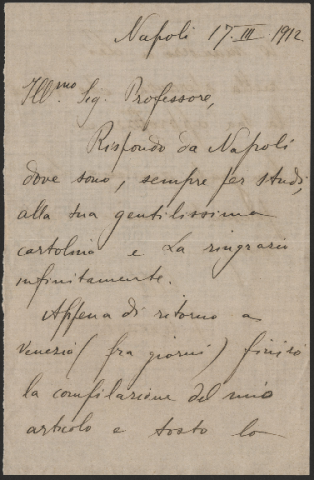 Napoli 17.III 1912.
Ill.mo Sig. Professore,
Rispondo da Napoli
dove sono, sempre per studi,
alla sua gentilissima
cartolina e La ringrazio
infinitamente.
Appena di ritorno a
Venezia (fra giorni) finirò
la compilazione del mio
articolo e tosto lo